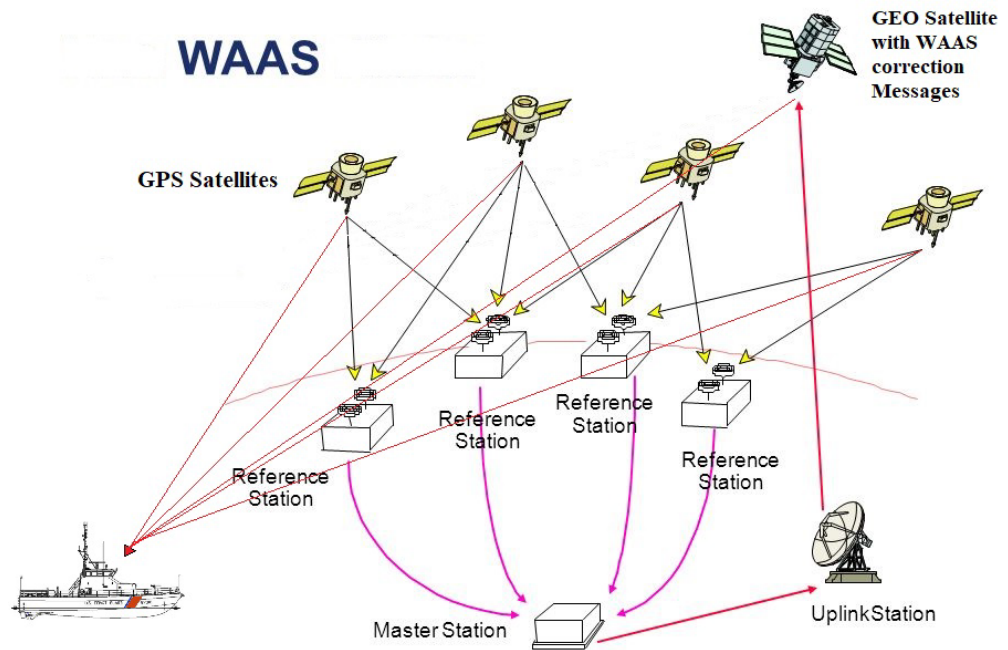 WAAS
GEO Satellite
with WAAS
correction
Messages
GPS Satellites
Reference
Station
Reference
Station
Reference
Station
Reference
Station
Master Station
UplinkStation